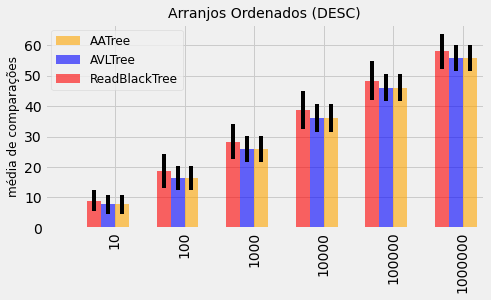 Arranjos Ordenados (DESC)
média de comparações
60
50
40
30
20
10
0
AATree
AVLTree
ReadBlackTree
10
100
1000
10000
100000
1000000